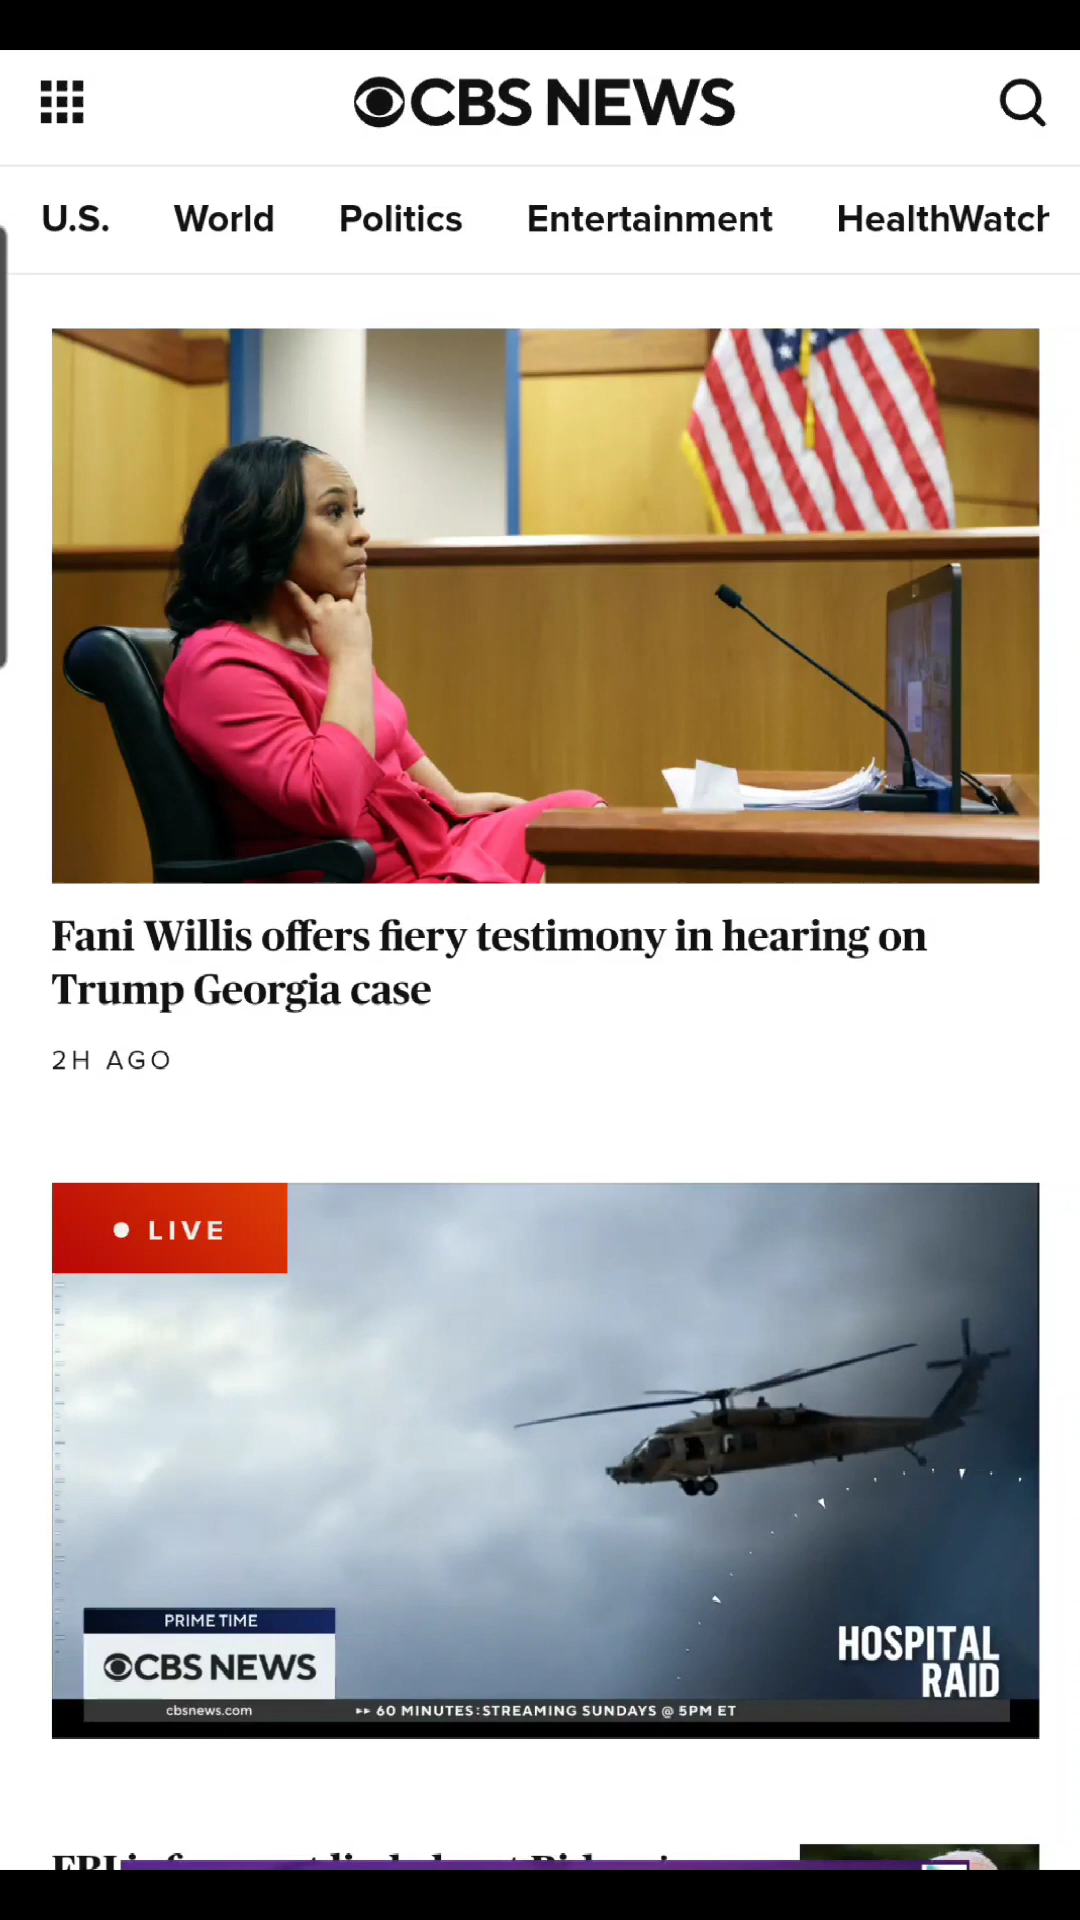 CBS NEWS
U.S. World Politics Entertainment HealthWatch
Fani Willis offers fiery testimony in hearing on
Trump Georgia case
2H AGO
LIVE
PRIME TIME
CBS NEWS
HOSPITAL
RAID
cbsnews.com
60 MINUTES:STREAMING SUNDAYS @ 5PM ET